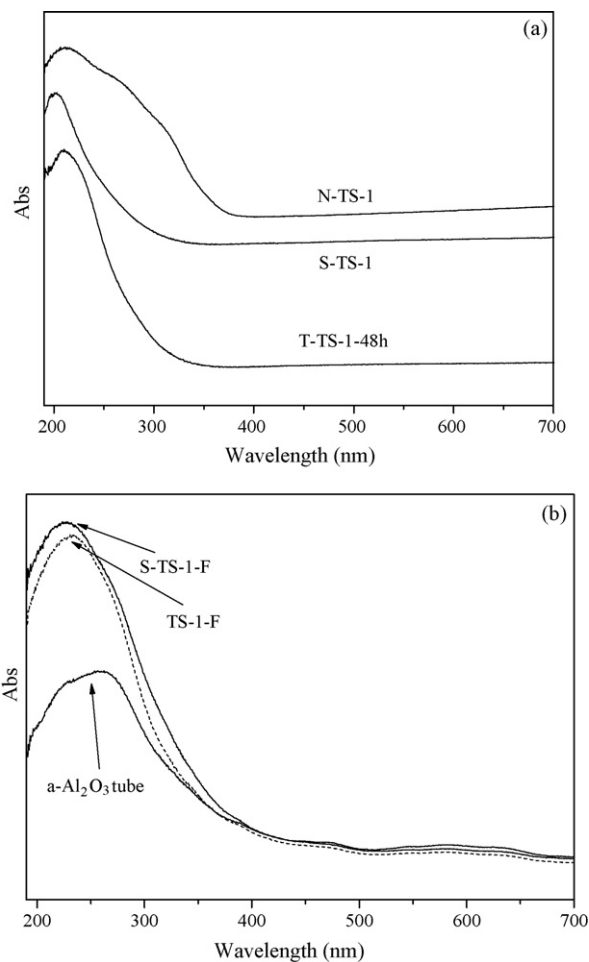 (a)
Abs
N-TS-1
S-TS-1
T-TS-1-48h
200 300 400 500 600 700
Wavelength (nm)
(b)
Abs
S-TS-1-F
TS-1-F
a-Al₂O₃ tube
200 300 400 500 600 700
Wavelength (nm)